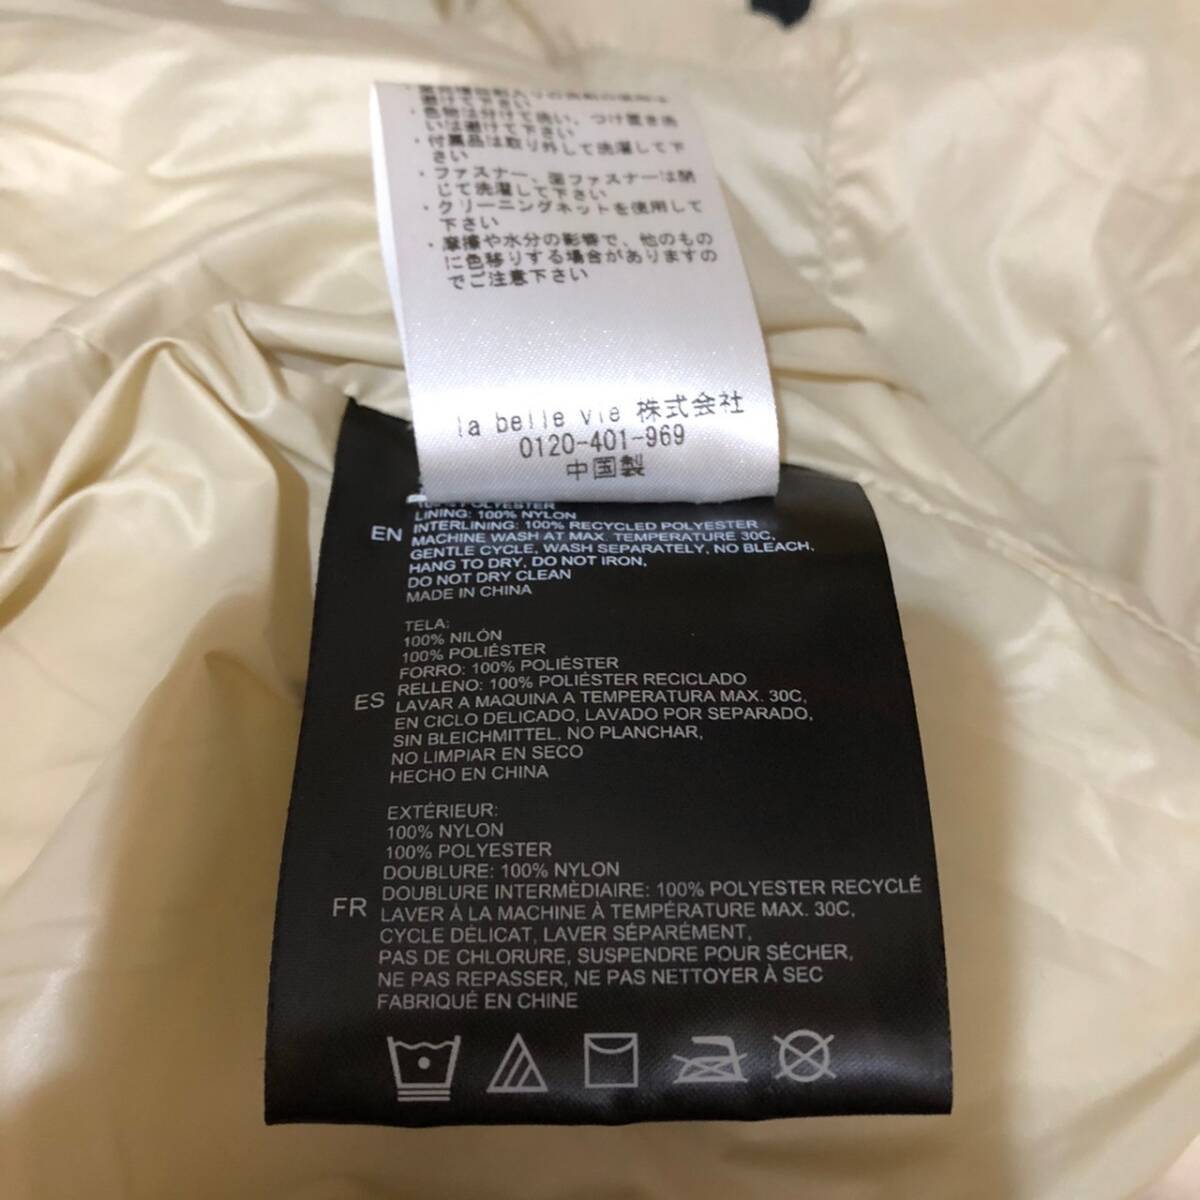 避けて下さい
・色物は分けて洗い、つけ置き洗
いは避けて下さい
・付属品は取り外して洗濯して下
さい
・ファスナー、面ファスナーは閉
じて洗濯して下さい
・クリーニングネットを使用して
下さい
・摩擦や水分の影響で、他のもの
に色移りする場合がありますの
でご注意下さい
la belle vie 株式会社
0120-401-969
中国製
100% POLYESTER
LINING: 100% NYLON
EN INTERLINING: 100% RECYCLED POLYESTER
MACHINE WASH AT MAX. TEMPERATURE 30C,
GENTLE CYCLE, WASH SEPARATELY, NO BLEACH,
HANG TO DRY, DO NOT IRON,
DO NOT DRY CLEAN
MADE IN CHINA
TELA:
100% NILÓN
100% POLIÉSTER
FORRO: 100% POLIÉSTER
RELLENO: 100% POLIÉSTER RECICLADO
ES LAVAR A MAQUINA A TEMPERATURA MAX. 30C,
EN CICLO DELICADO, LAVADO POR SEPARADO,
SIN BLEICHMITTEL, NO PLANCHAR,
NO LIMPIAR EN SECO
HECHO EN CHINA
EXTÉRIEUR:
100% NYLON
100% POLYESTER
DOUBLURE: 100% NYLON
DOUBLURE INTERMÈDIAIRE: 100% POLYESTER RECYCLÉ
FR LAVER À LA MACHINE À TEMPÉRATURE MAX. 30C,
CYCLE DÉLICAT, LAVER SÉPARÉMENT,
PAS DE CHLORURE, SUSPENDRE POUR SÉCHER,
NE PAS REPASSER, NE PAS NETTOYER À SEC
FABRIQUÉ EN CHINE